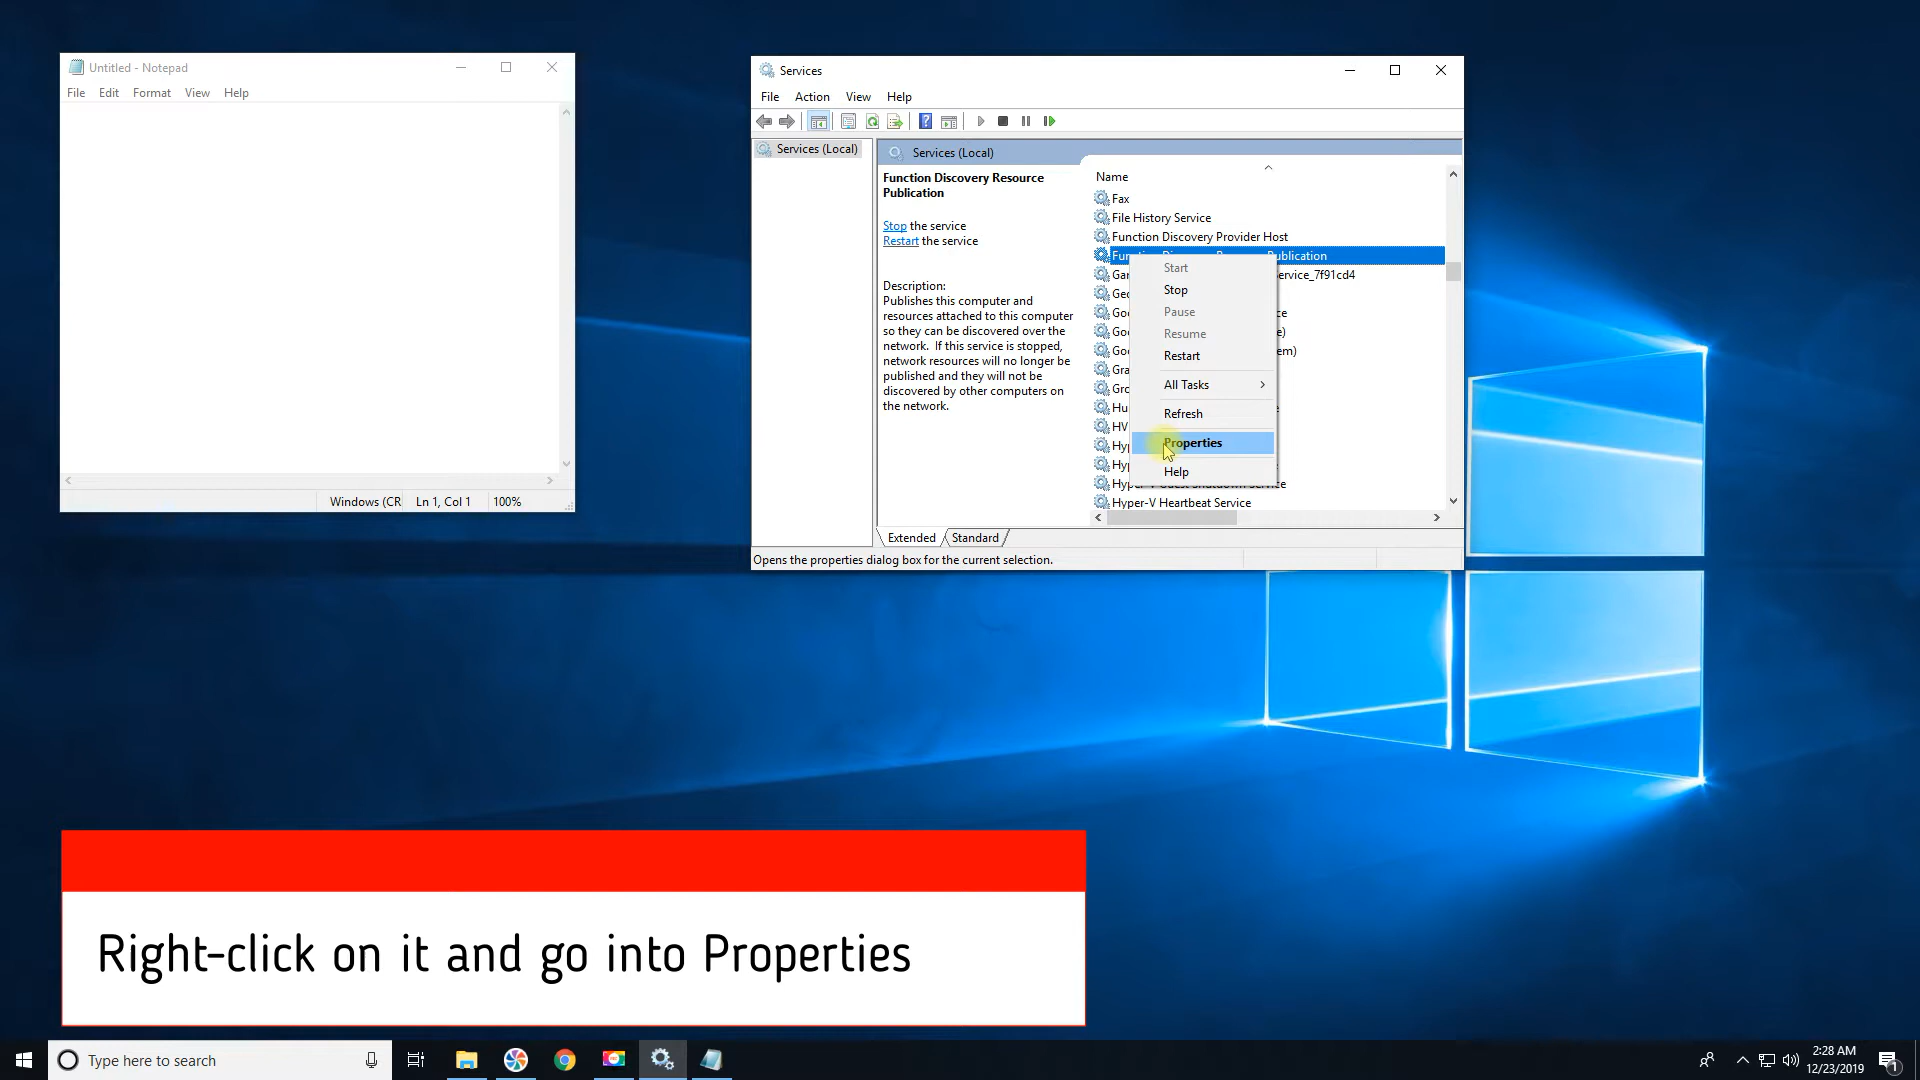 Untitled - Notepad
File Edit Format View Help
Windows (CR Ln 1, Col 1 100%
Services
File Action View Help
Services (Local)
Services (Local)
Function Discovery Resource
Publication
Stop the service
Restart the service
Description:
Publishes this computer and
resources attached to this computer
so they can be discovered over the
network. If this service is stopped,
network resources will no longer be
published and they will not be
discovered by other computers on
the network.
Name
Fax
File History Service
Function Discovery Provider Host
Publication
ervice_7f91cd4
Start
Stop
Pause
Resume
Restart
All Tasks
Refresh
Properties
Help
Hyper-V Heartbeat Service
Extended Standard
Opens the properties dialog box for the current selection.
Right-click on it and go into Properties
Type here to search
2:28 AM
12/23/2019
1